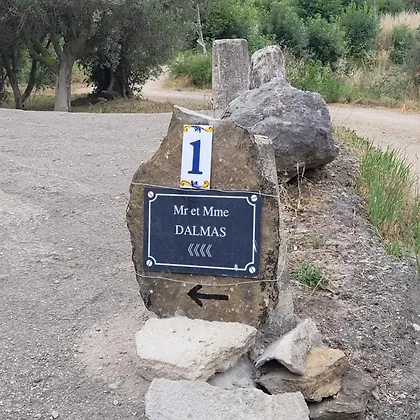 1
Mr et Mme
DALMAS
<<<<
←